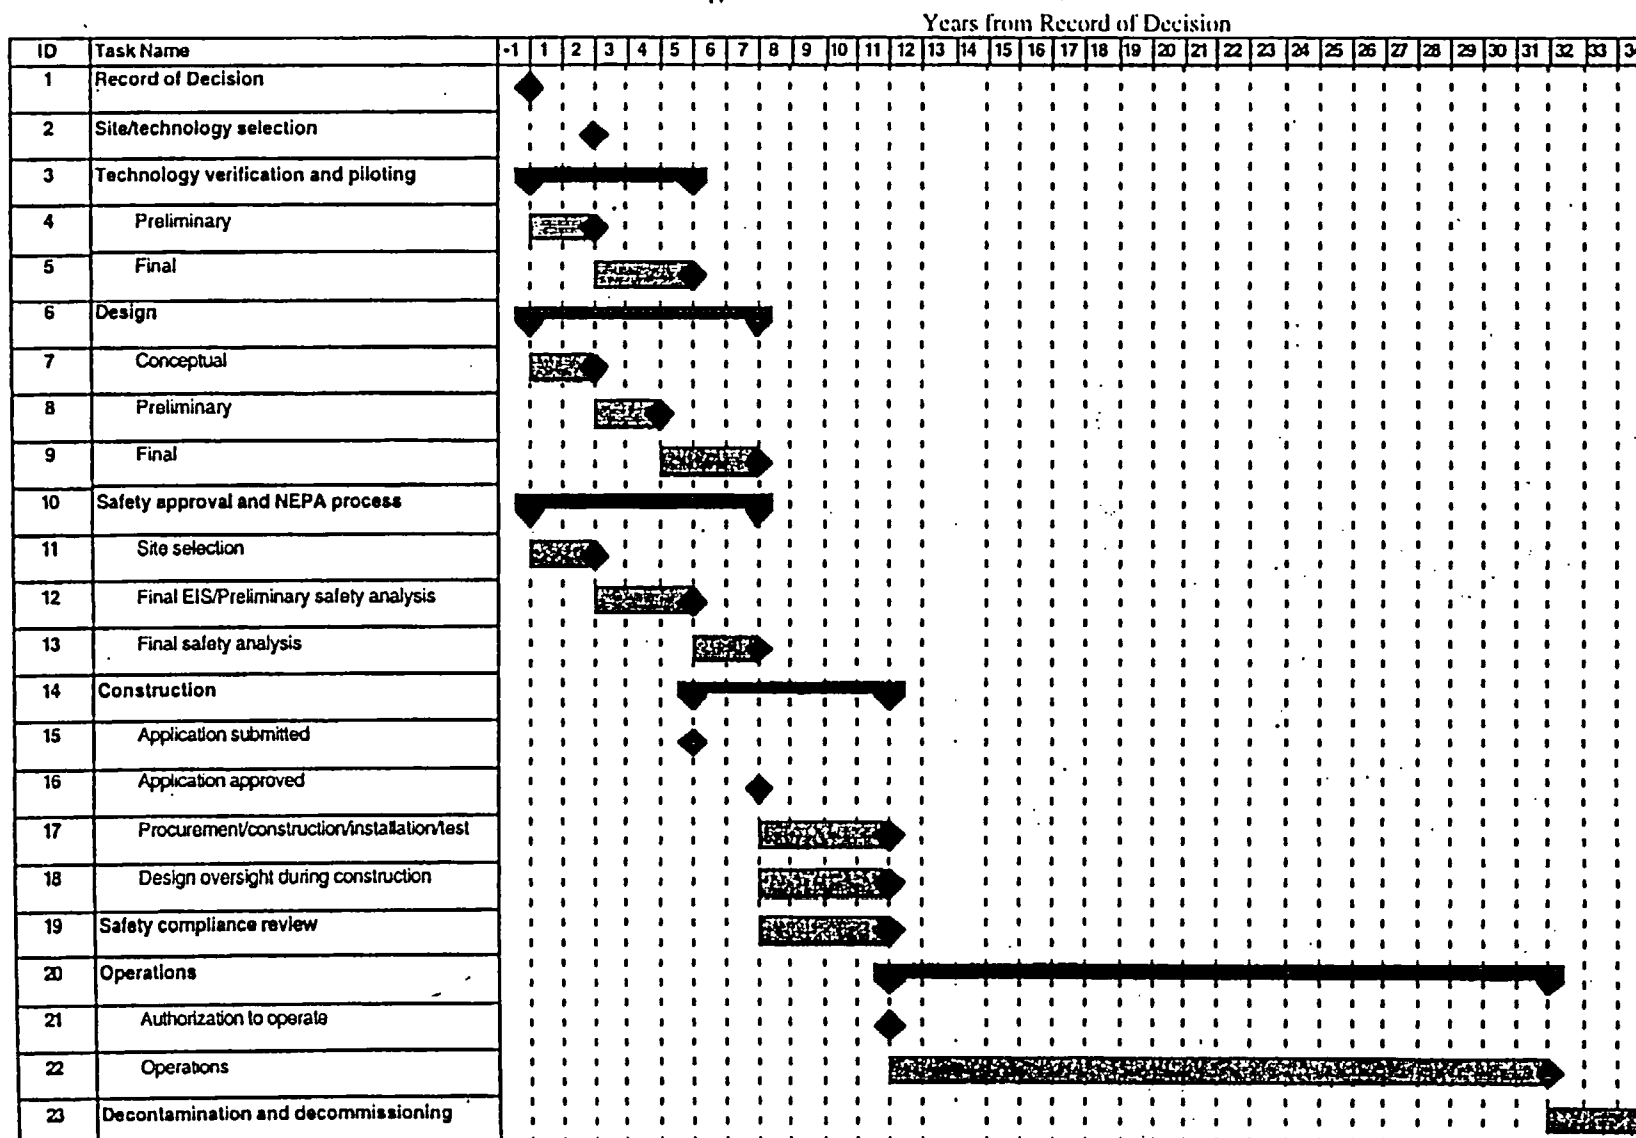 Years from Record of Decision
ID Task Name -1 1 2 3 4 5 6 7 8 9 10 11 12 13 14 15 16 17 18 19 20 21 22 23 24 25 26 27 28 29 30 31 32 33 34
1 Record of Decision
2 Site/technology selection
3 Technology verification and piloting
4 Preliminary
5 Final
6 Design
7 Conceptual
8 Preliminary
9 Final
10 Safety approval and NEPA process
11 Site selection
12 Final EIS/Preliminary safety analysis
13 Final safety analysis
14 Construction
15 Application submitted
16 Application approved
17 Procurement/construction/installation/test
18 Design oversight during construction
19 Safety compliance review
20 Operations
21 Authorization to operate
22 Operations
23 Decontamination and decommissioning